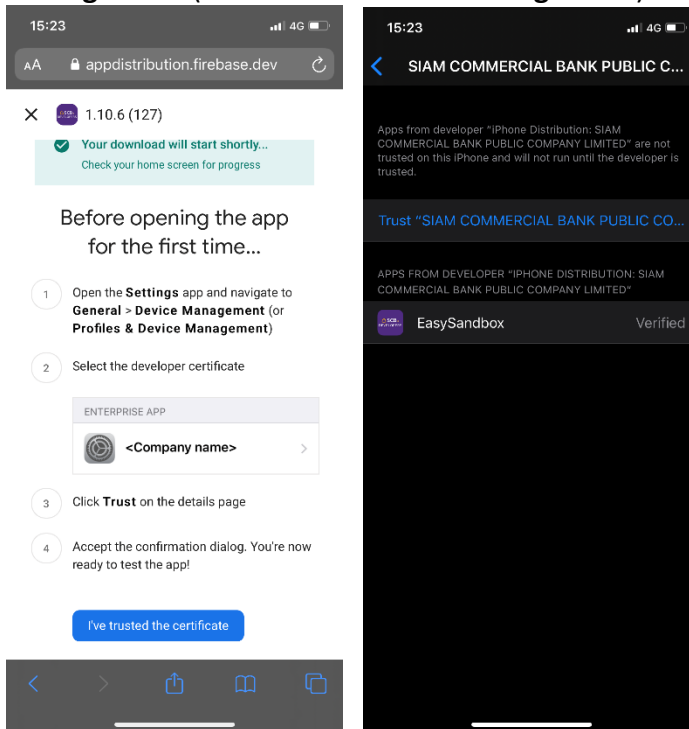 15:23
4G
AA appdistribution.firebase.dev
1.10.6 (127)
Your download will start shortly...
Check your home screen for progress
Before opening the app
for the first time...
1
Open the Settings app and navigate to
General > Device Management (or
Profiles & Device Management)
2
Select the developer certificate
ENTERPRISE APP
<Company name>
3
Click Trust on the details page
4
Accept the confirmation dialog. You're now
ready to test the app!
I've trusted the certificate
15:23
4G
SIAM COMMERCIAL BANK PUBLIC C...
Apps from developer "iPhone Distribution: SIAM
COMMERCIAL BANK PUBLIC COMPANY LIMITED" are not
trusted on this iPhone and will not run until the developer is
trusted.
Trust "SIAM COMMERCIAL BANK PUBLIC CO...
APPS FROM DEVELOPER "IPHONE DISTRIBUTION: SIAM
COMMERCIAL BANK PUBLIC COMPANY LIMITED"
EasySandbox
Verified